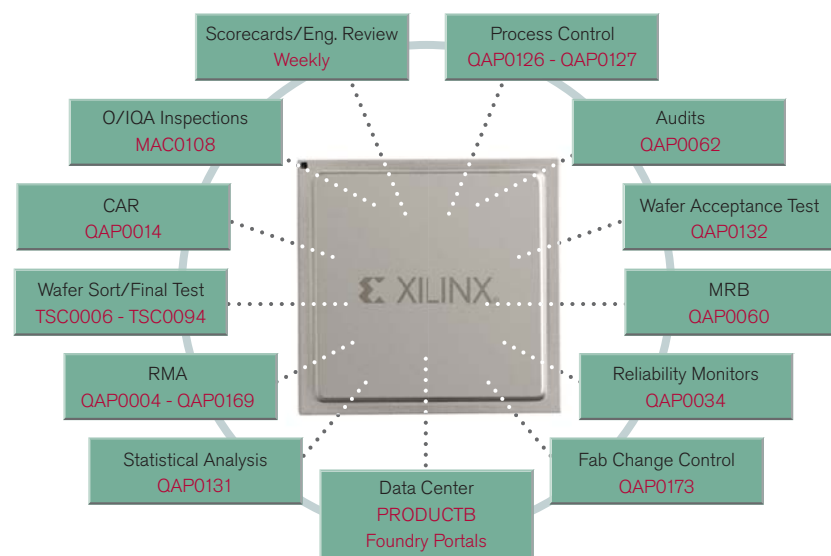 Scorecards/Eng. Review
Weekly
Process Control
QAP0126 - QAP0127
O/IQA Inspections
MAC0108
Audits
QAP0062
CAR
QAP0014
Wafer Acceptance Test
QAP0132
Wafer Sort/Final Test
TSC0006 - TSC0094
XILINX
MRB
QAP0060
RMA
QAP0004 - QAP0169
Reliability Monitors
QAP0034
Statistical Analysis
QAP0131
Fab Change Control
QAP0173
Data Center
PRODUCTB
Foundry Portals